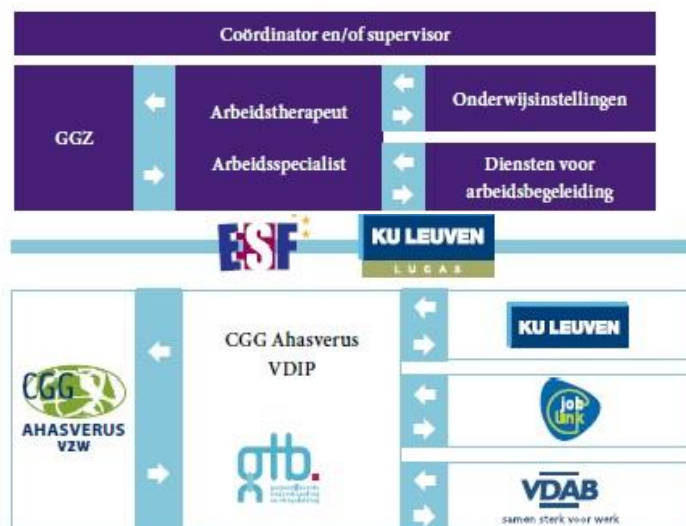 Coördinator en/of supervisor
GGZ
Arbeidstherapeut
Arbeidsspecialist
Onderwijsinstellingen
Diensten voor
arbeidsbegeleiding
ESF
KU LEUVEN
LUCAS
CGG
AHASVERUS
VZW
CGG Ahasverus
VDIP
gtb.
KU LEUVEN
job
link
VDAB
samen sterk voor werk